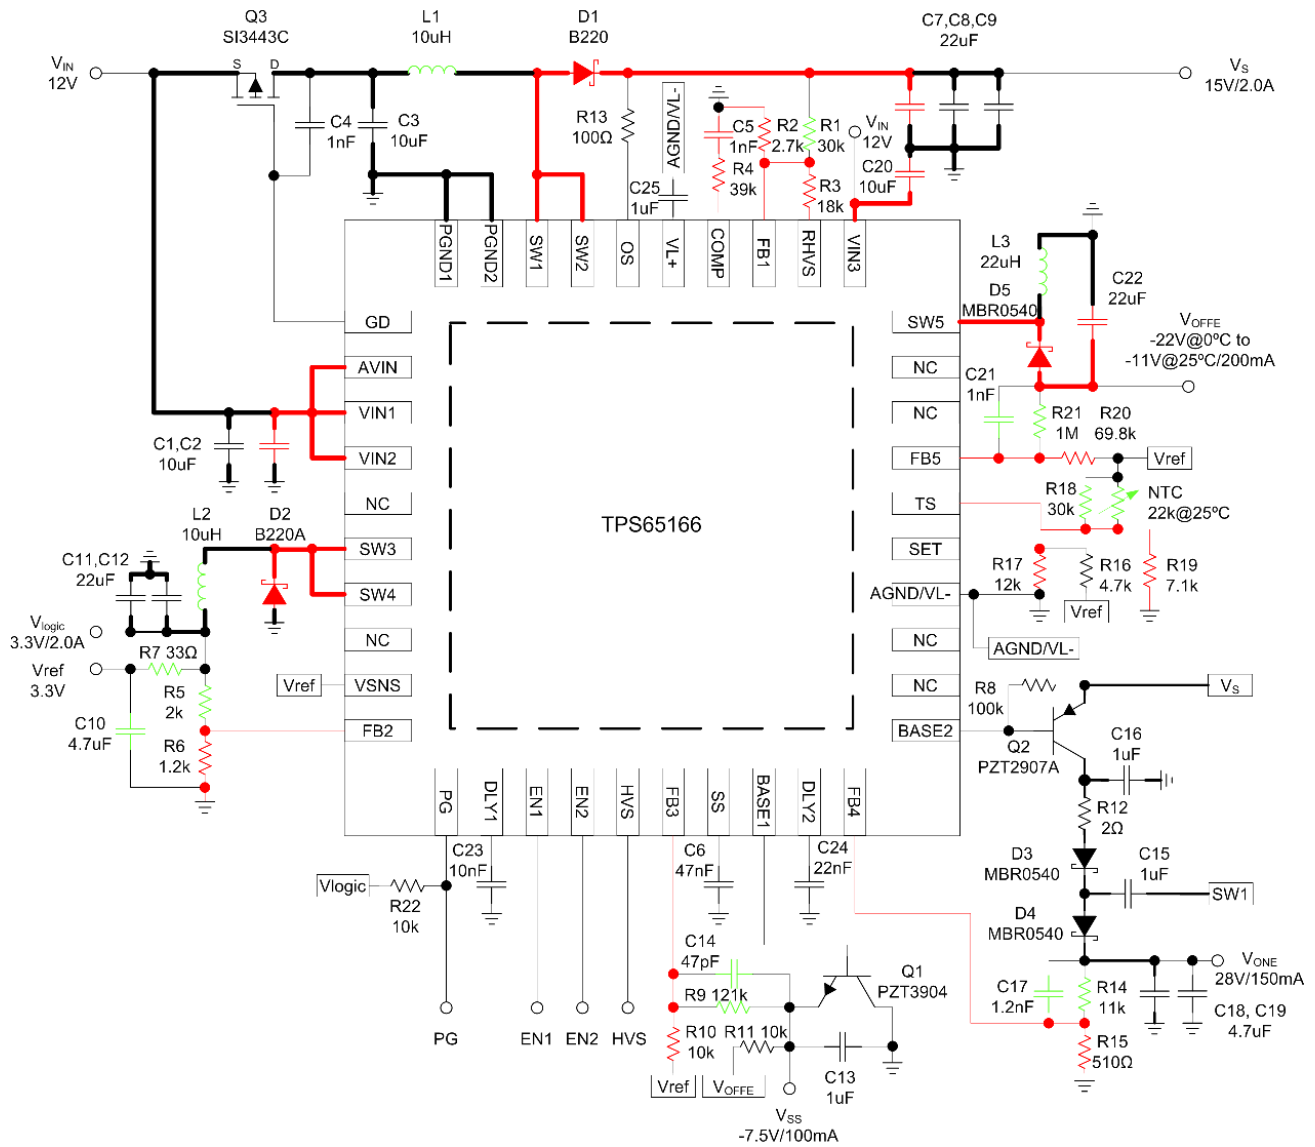 Q3
SI3443C
L1
10uH
D1
B220
C7,C8,C9
22uF
VIN
12V
S
D
VS
15V/2.0A
C4
1nF
C3
10uF
R13
100Ω
AGND/VL-
C5
1nF
R2
2.7k
R1
30k
VIN
12V
R4
39k
C20
10uF
C25
1uF
R3
18k
PGND1
PGND2
SW1
SW2
OS
VL+
COMP
FB1
RHVS
VIN3
L3
22uH
D5
MBR0540
C22
22uF
GD
AVIN
VIN1
VIN2
NC
SW3
SW4
NC
VSNS
FB2
SW5
NC
NC
FB5
TS
SET
AGND/VL-
NC
NC
BASE2
TPS65166
VOFFE
-22V@0ºC to
-11V@25ºC/200mA
C21
1nF
R21
1M
R20
69.8k
Vref
C1,C2
10uF
R18
30k
NTC
22k@25ºC
L2
10uH
D2
B220A
C11,C12
22uF
R17
12k
R16
4.7k
R19
7.1k
Vref
Vlogic
3.3V/2.0A
R7 33Ω
Vref
3.3V
AGND/VL-
Vref
R5
2k
C10
4.7uF
R6
1.2k
R8
100k
VS
Q2
PZT2907A
C16
1uF
PG
DLY1
EN1
EN2
HVS
FB3
SS
BASE1
DLY2
FB4
R12
2Ω
C23
10nF
C6
47nF
C24
22nF
D3
MBR0540
C15
1uF
Vlogic
R22
10k
SW1
D4
MBR0540
C14
47pF
Q1
PZT3904
VONE
28V/150mA
R9 121k
C17
1.2nF
R14
11k
C18, C19
4.7uF
PG
EN1
EN2
HVS
R10
10k
R11 10k
R15
510Ω
Vref
VOFFE
C13
1uF
VSS
-7.5V/100mA